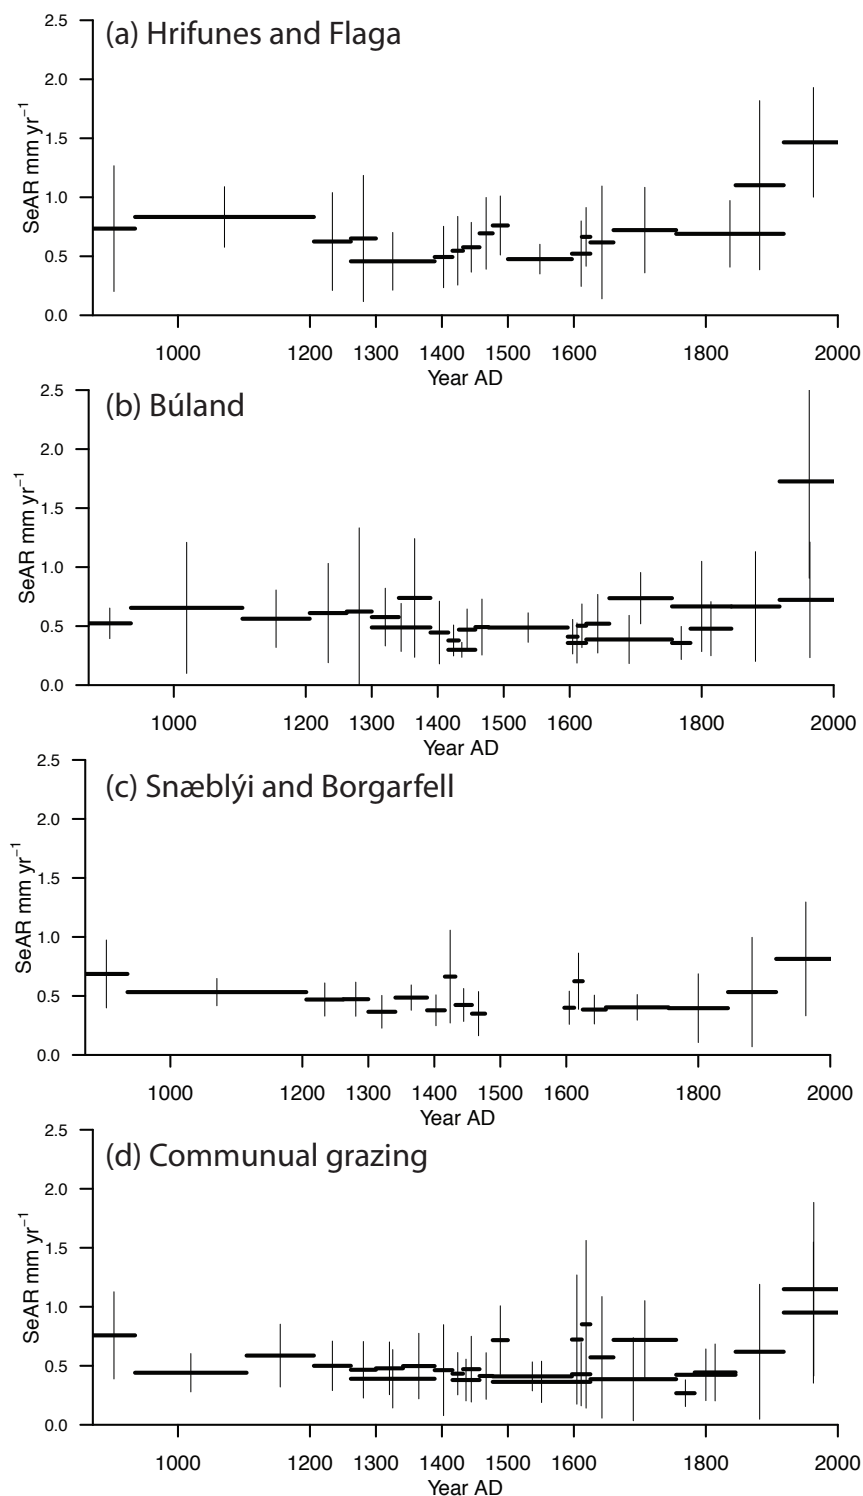 (a) Hrifunes and Flaga
SeAR mm yr⁻¹
2.5
2.0
1.5
1.0
0.5
0.0
1000 1200 1300 1400 1500 1600 1800 2000
Year AD
(b) Búland
SeAR mm yr⁻¹
2.5
2.0
1.5
1.0
0.5
0.0
1000 1200 1300 1400 1500 1600 1800 2000
Year AD
(c) Snæblýi and Borgarfell
SeAR mm yr⁻¹
2.5
2.0
1.5
1.0
0.5
0.0
1000 1200 1300 1400 1500 1600 1800 2000
Year AD
(d) Communual grazing
SeAR mm yr⁻¹
2.5
2.0
1.5
1.0
0.5
0.0
1000 1200 1300 1400 1500 1600 1800 2000
Year AD